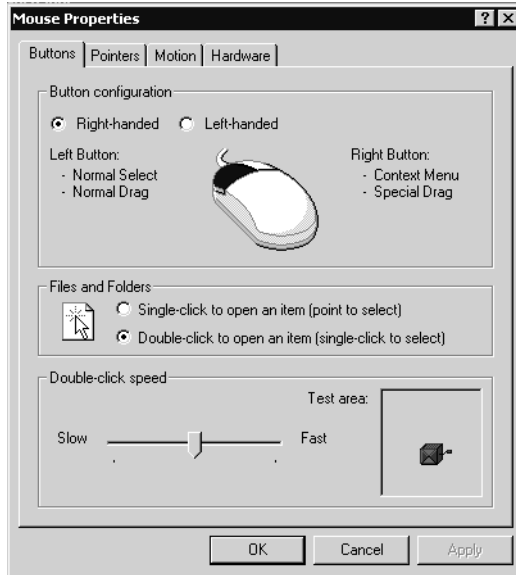 Mouse Properties
? X
Buttons Pointers Motion Hardware
Button configuration
Right-handed Left-handed
Left Button:
- Normal Select
- Normal Drag
Right Button:
- Context Menu
- Special Drag
Files and Folders
Single-click to open an item (point to select)
Double-click to open an item (single-click to select)
Double-click speed
Test area:
Slow Fast
OK Cancel Apply